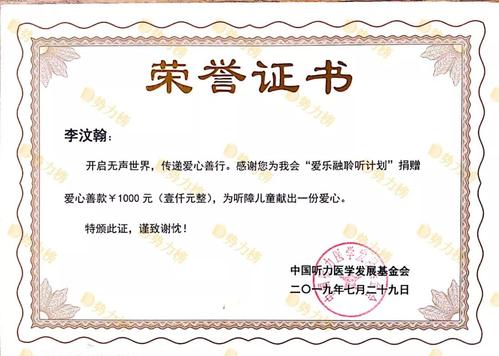 荣誉证书
李汶翰：
开启无声世界，传递爱心善行。感谢您为我会“爱乐融聆听计划”捐赠
爱心善款￥1000元（壹仟元整），为听障儿童献出一份爱心。
特颁此证，谨致谢忱！
中国听力医学发展基金会
二〇一九年七月二十九日
势力榜